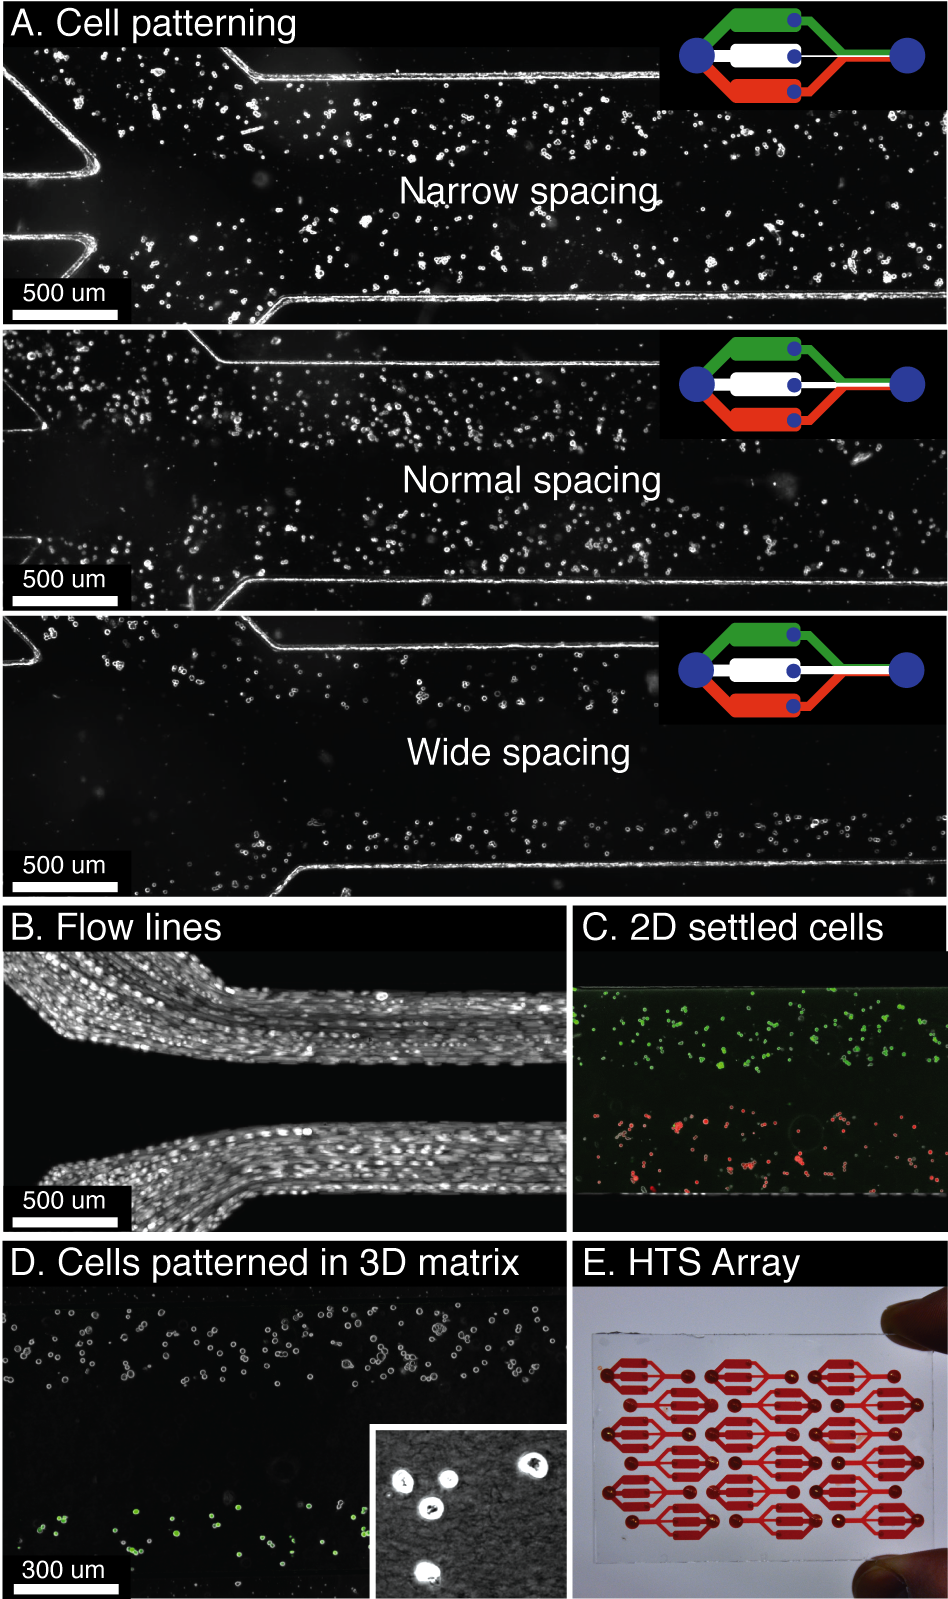 A. Cell patterning
Narrow spacing
500 um
Normal spacing
500 um
Wide spacing
500 um
B. Flow lines
500 um
C. 2D settled cells
D. Cells patterned in 3D matrix
300 um
E. HTS Array